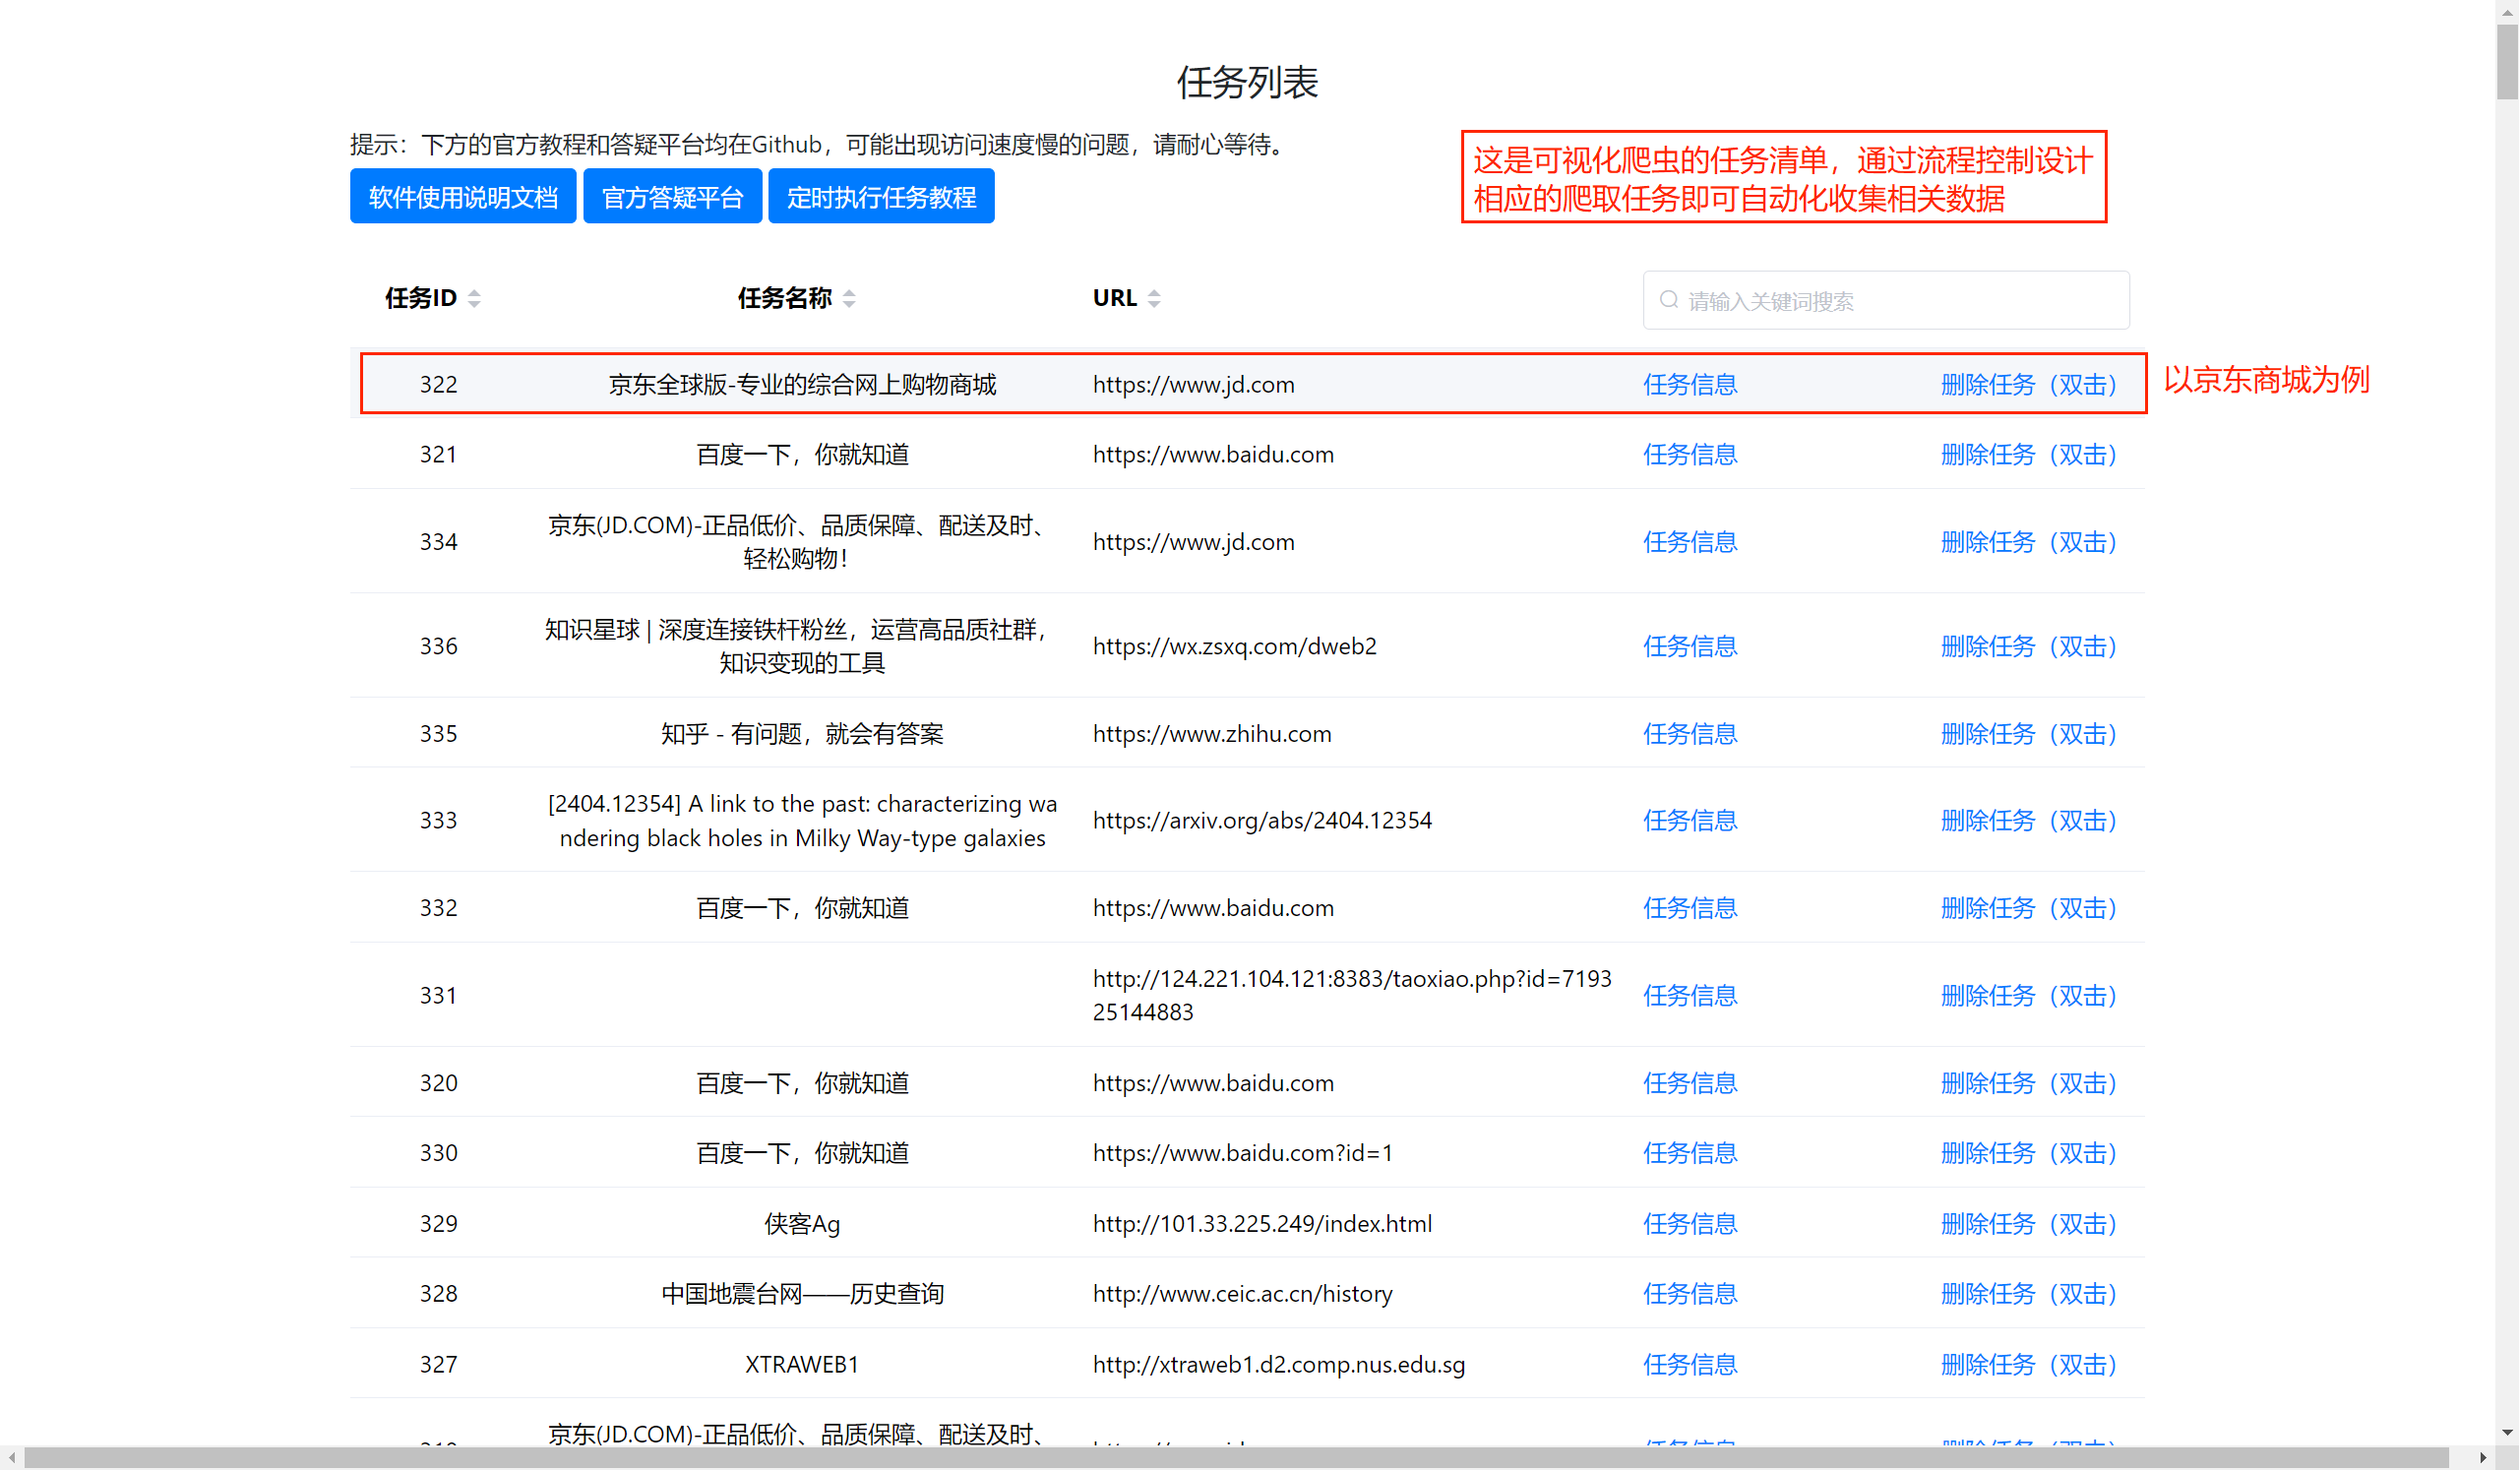 任务列表
提示：下方的官方教程和答疑平台均在Github，可能出现访问速度慢的问题，请耐心等待。
这是可视化爬虫的任务清单，通过流程控制设计
相应的爬取任务即可自动化收集相关数据
软件使用说明文档 官方答疑平台 定时执行任务教程
任务ID 任务名称 URL 请输入关键词搜索
322 京东全球版-专业的综合网上购物商城 https://www.jd.com 任务信息 删除任务（双击） 以京东商城为例
321 百度一下，你就知道 https://www.baidu.com 任务信息 删除任务（双击）
334 京东(JD.COM)-正品低价、品质保障、配送及时、 https://www.jd.com 任务信息 删除任务（双击）
轻松购物！
336 知识星球 | 深度连接铁杆粉丝，运营高品质社群， https://wx.zsxq.com/dweb2 任务信息 删除任务（双击）
知识变现的工具
335 知乎 - 有问题，就会有答案 https://www.zhihu.com 任务信息 删除任务（双击）
333 [2404.12354] A link to the past: characterizing wa https://arxiv.org/abs/2404.12354 任务信息 删除任务（双击）
ndering black holes in Milky Way-type galaxies
332 百度一下，你就知道 https://www.baidu.com 任务信息 删除任务（双击）
331 http://124.221.104.121:8383/taoxiao.php?id=7193 任务信息 删除任务（双击）
25144883
320 百度一下，你就知道 https://www.baidu.com 任务信息 删除任务（双击）
330 百度一下，你就知道 https://www.baidu.com?id=1 任务信息 删除任务（双击）
329 侠客Ag http://101.33.225.249/index.html 任务信息 删除任务（双击）
328 中国地震台网——历史查询 http://www.ceic.ac.cn/history 任务信息 删除任务（双击）
327 XTRAWEB1 http://xtraweb1.d2.comp.nus.edu.sg 任务信息 删除任务（双击）
京东(JD.COM)-正品低价、品质保障、配送及时、